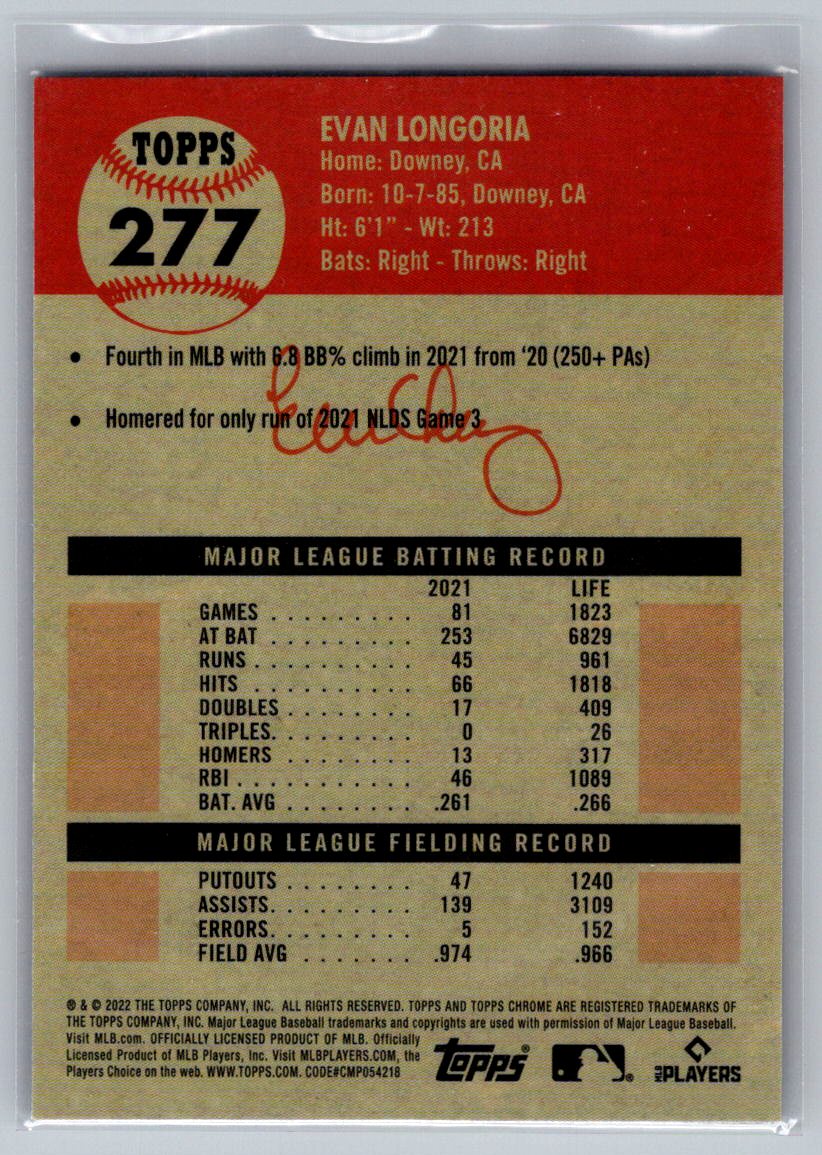 TOPPS
277
EVAN LONGORIA
Home: Downey, CA
Born: 10-7-85, Downey, CA
Ht: 6'1" - Wt: 213
Bats: Right - Throws: Right
• Fourth in MLB with 6.8 BB% climb in 2021 from '20 (250+ PAs)
• Homered for only run of 2021 NLDS Game 3
MAJOR LEAGUE BATTING RECORD
2021 LIFE
GAMES . . . . . . . . . 81 1823
AT BAT . . . . . . . . . 253 6829
RUNS . . . . . . . . . . 45 961
HITS . . . . . . . . . . 66 1818
DOUBLES . . . . . . . . 17 409
TRIPLES. . . . . . . . . 0 26
HOMERS . . . . . . . . 13 317
RBI . . . . . . . . . . . 46 1089
BAT. AVG . . . . . . . . .261 .266
MAJOR LEAGUE FIELDING RECORD
PUTOUTS . . . . . . . . 47 1240
ASSISTS. . . . . . . . . 139 3109
ERRORS. . . . . . . . . 5 152
FIELD AVG . . . . . . . .974 .966
® & © 2022 THE TOPPS COMPANY, INC. ALL RIGHTS RESERVED. TOPPS AND TOPPS CHROME ARE REGISTERED TRADEMARKS OF
THE TOPPS COMPANY, INC. Major League Baseball trademarks and copyrights are used with permission of Major League Baseball.
Visit MLB.com. OFFICIALLY LICENSED PRODUCT OF MLB. Officially
Licensed Product of MLB Players, Inc. Visit MLBPLAYERS.COM, the
Players Choice on the web. WWW.TOPPS.COM. CODE#CMP054218
Topps®
MLB PLAYERS